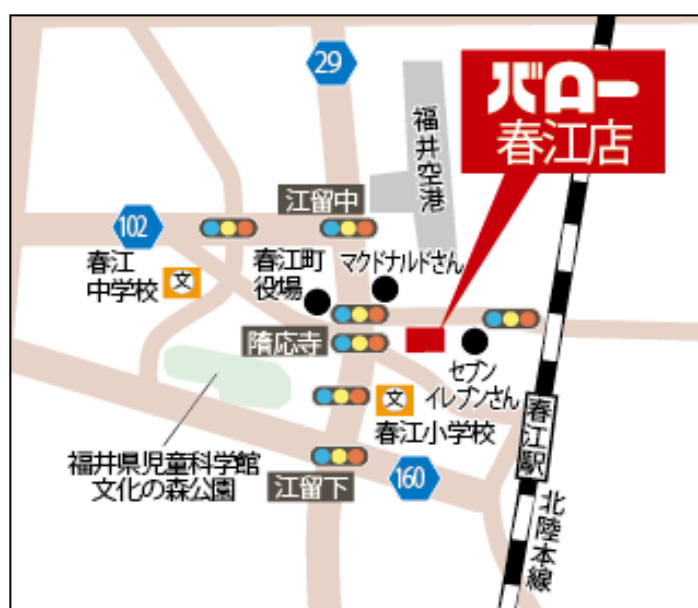 29
バロー
春江店
福井空港
江留中
102
春江
中学校
文
春江町
役場
マクドナルドさん
隋応寺
セブン
イレブンさん
文
春江小学校
春江駅
福井県児童科学館
文化の森公園
江留下
160
北陸本線